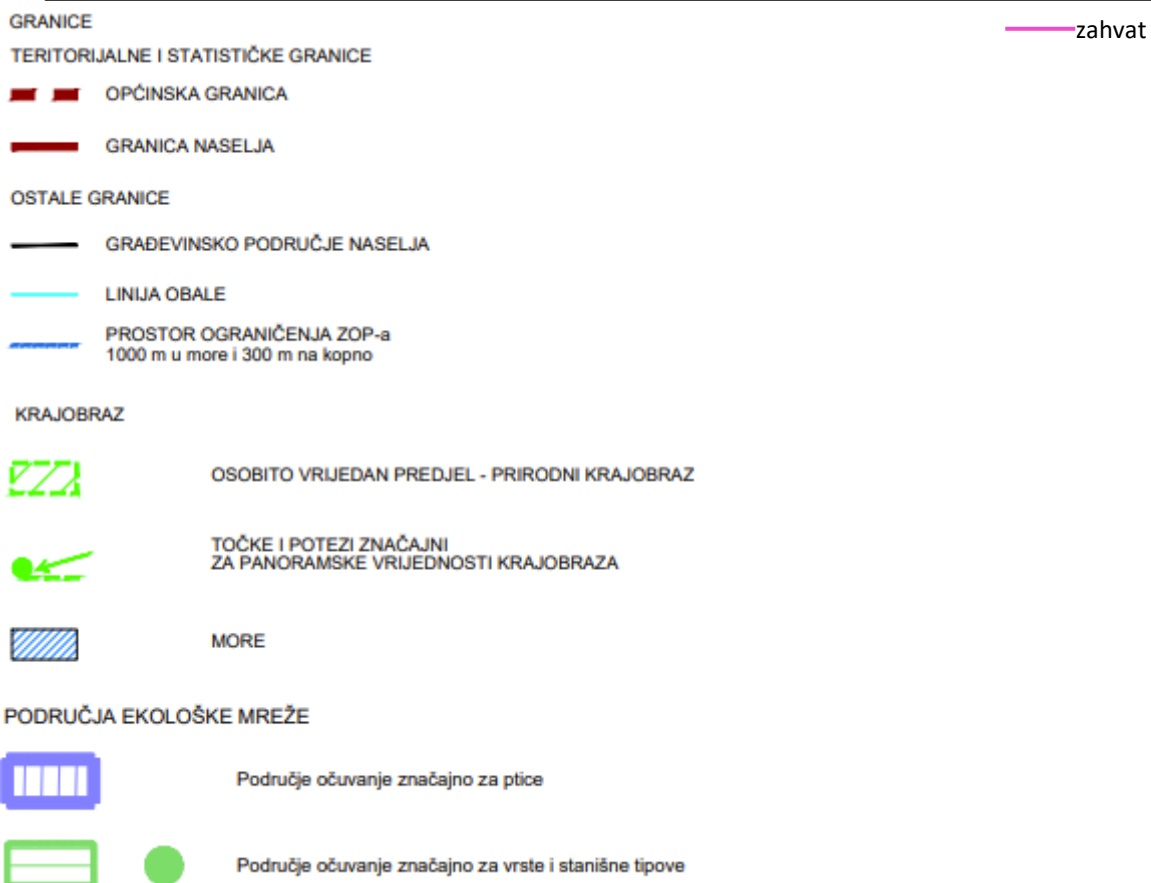 GRANICE
zahvat
TERITORIJALNE I STATISTIČKE GRANICE
OPĆINSKA GRANICA
GRANICA NASELJA
OSTALE GRANICE
GRAĐEVINSKO PODRUČJE NASELJA
LINIJA OBALE
PROSTOR OGRANIČENJA ZOP-a
1000 m u more i 300 m na kopno
KRAJOBRAZ
OSOBITO VRIJEDAN PREDJEL - PRIRODNI KRAJOBRAZ
TOČKE I POTEZI ZNAČAJNI
ZA PANORAMSKE VRIJEDNOSTI KRAJOBRAZA
MORE
PODRUČJA EKOLOŠKE MREŽE
Područje očuvanje značajno za ptice
Područje očuvanje značajno za vrste i stanišne tipove